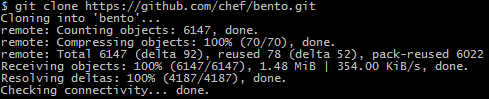 $ git clone https://github.com/chef/bento.git
Cloning into 'bento'...
remote: Counting objects: 6147, done.
remote: Compressing objects: 100% (70/70), done.
remote: Total 6147 (delta 92), reused 78 (delta 52), pack-reused 6022
Receiving objects: 100% (6147/6147), 1.48 MiB | 354.00 KiB/s, done.
Resolving deltas: 100% (4187/4187), done.
Checking connectivity... done.